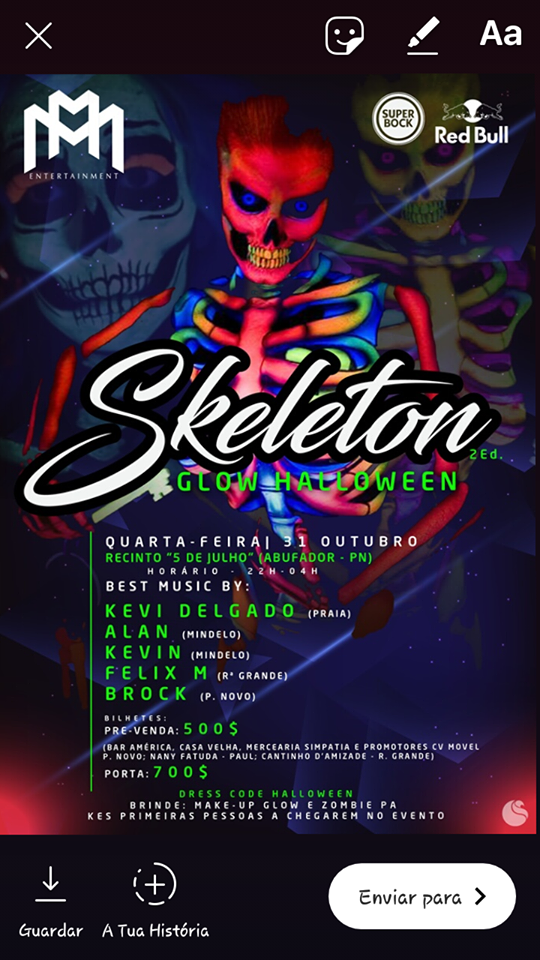 Aa
MM
ENTERTAINMENT
SUPER
BOCK
Red Bull
Skeleton
2Ed.
GLOW HALLOWEEN
QUARTA-FEIRA| 31 OUTUBRO
RECINTO "5 DE JULHO" (ABUFADOR - PN)
HORÁRIO - 22H-04H
BEST MUSIC BY:
KEVI DELGADO (PRAIA)
ALAN (MINDELO)
KEVIN (MINDELO)
FELIX M (Rª GRANDE)
BROCK (P. NOVO)
BILHETES:
PRE-VENDA: 500$
(BAR AMÉRICA, CASA VELHA, MERCEARIA SIMPATIA E PROMOTORES CV MOVEL
P. NOVO; NANY FATUDA - PAUL; CANTINHO D'AMIZADE - R. GRANDE)
PORTA: 700$
DRESS CODE HALLOWEEN
BRINDE: MAKE-UP GLOW E ZOMBIE PA
KES PRIMEIRAS PESSOAS A CHEGAREM NO EVENTO
Guardar
A Tua História
Enviar para